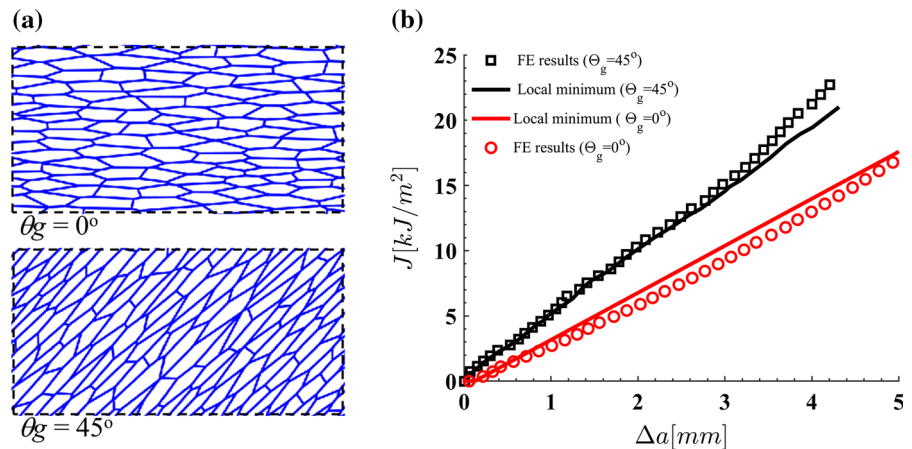 (a)
θg = 0°
θg = 45°
(b)
FE results (Θg=45°)
Local minimum (Θg=45°)
Local minimum ( Θg=0°)
FE results (Θg=0°)
J[kJ/m²]
25
20
15
10
5
0
0 1 2 3 4 5
Δa[mm]